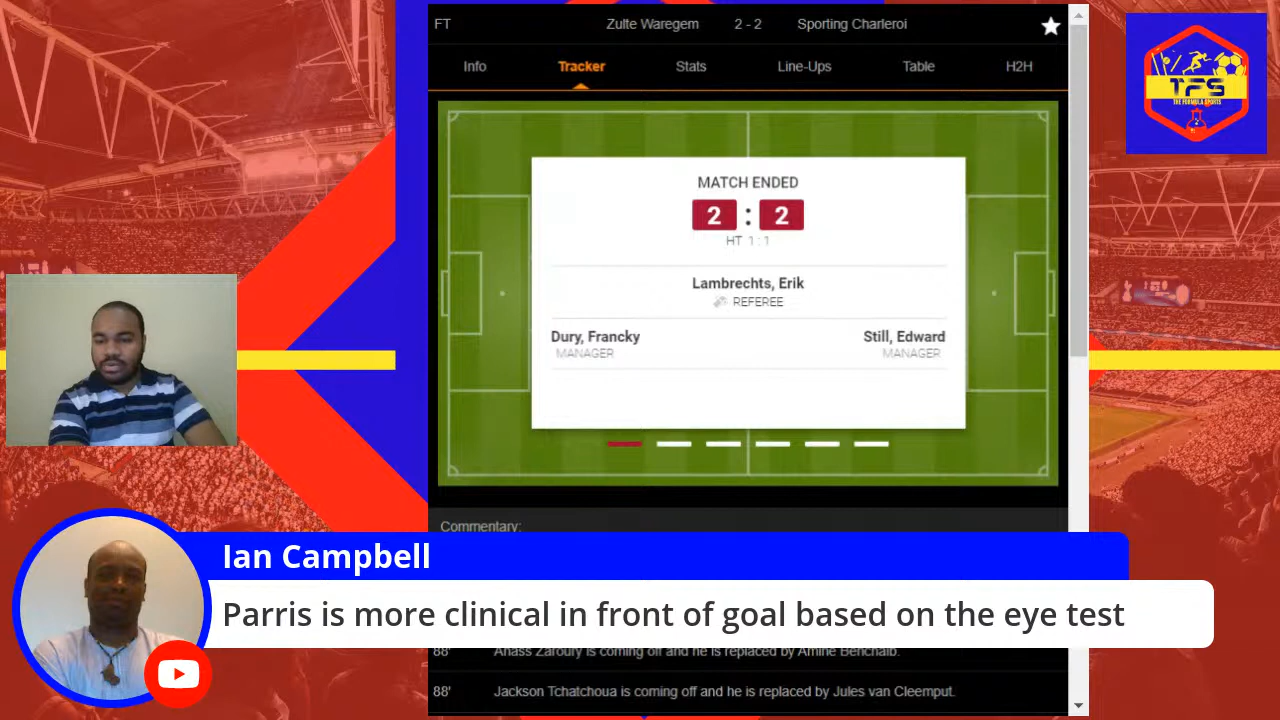 FT Zulte Waregem 2 - 2 Sporting Charleroi
Info Tracker Stats Line-Ups Table H2H
TFS
THE FORMULA SPORTS
MATCH ENDED
2 : 2
HT 1 : 1
Lambrechts, Erik
REFEREE
Dury, Francky Still, Edward
MANAGER MANAGER
Commentary:
Ian Campbell
Parris is more clinical in front of goal based on the eye test
88' Anass Zaroury is coming off and he is replaced by Amine Benchaib.
88' Jackson Tchatchoua is coming off and he is replaced by Jules van Cleemput.